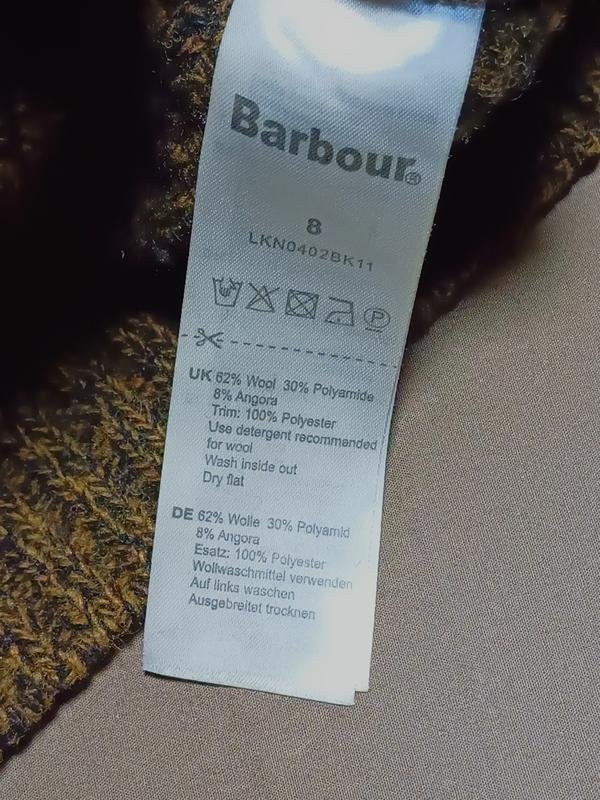 Barbour®
8
LKN0402BK11
P
UK 62% Wool 30% Polyamide
8% Angora
Trim: 100% Polyester
Use detergent recommended
for wool
Wash inside out
Dry flat
DE 62% Wolle 30% Polyamid
8% Angora
Esatz: 100% Polyester
Wollwaschmittel verwenden
Auf links waschen
Ausgebreitet trocknen